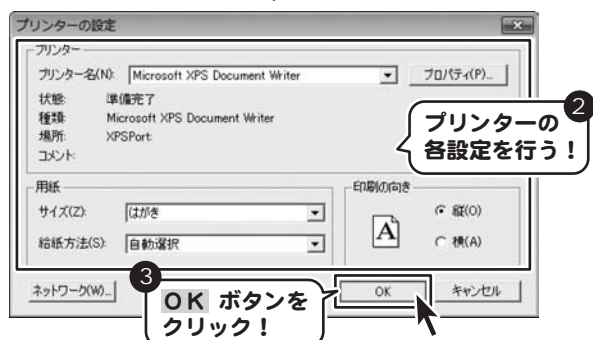 プリンターの設定
プリンター
プリンター名(N): Microsoft XPS Document Writer プロパティ(P)...
状態: 準備完了
種類: Microsoft XPS Document Writer
場所: XPSPort:
コメント:
❷
プリンターの
各設定を行う！
用紙
サイズ(Z): はがき
給紙方法(S): 自動選択
印刷の向き
A
縦(O)
横(A)
ネットワーク(W)...
❸
ＯＫ ボタンを
クリック！
OK
キャンセル